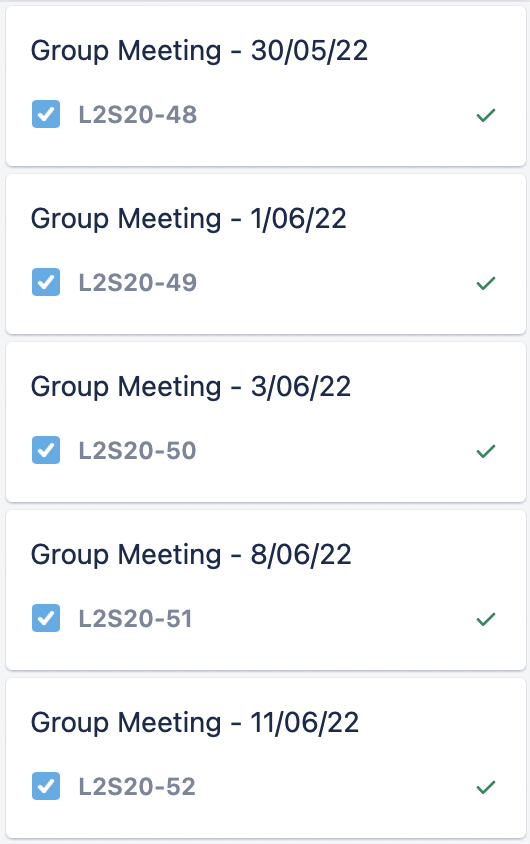 Group Meeting - 30/05/22
L2S20-48
Group Meeting - 1/06/22
L2S20-49
Group Meeting - 3/06/22
L2S20-50
Group Meeting - 8/06/22
L2S20-51
Group Meeting - 11/06/22
L2S20-52